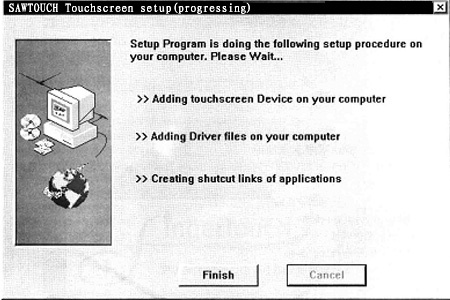 SAWTOUCH Touchscreen setup(progressing)
Setup Program is doing the following setup procedure on
your computer. Please Wait...
>> Adding touchscreen Device on your computer
>> Adding Driver files on your computer
>> Creating shutcut links of applications
Finish
Cancel